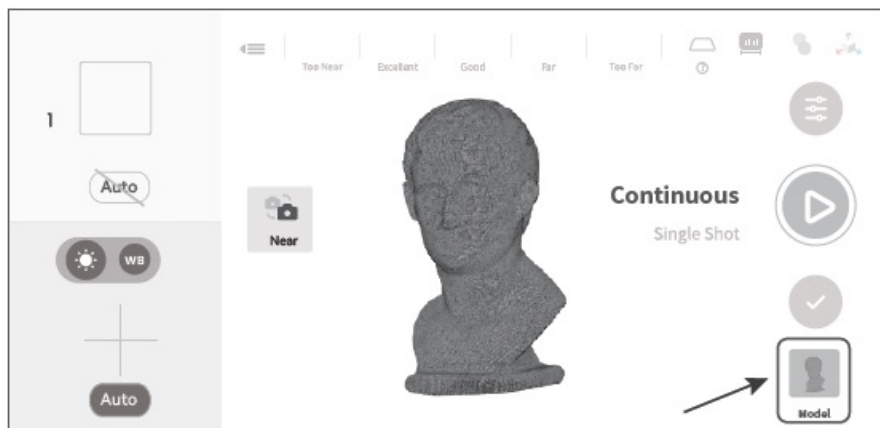 1
Auto
WB
Auto
Too Near
Excellent
Good
Far
Too Far
Near
Continuous
Single Shot
Model